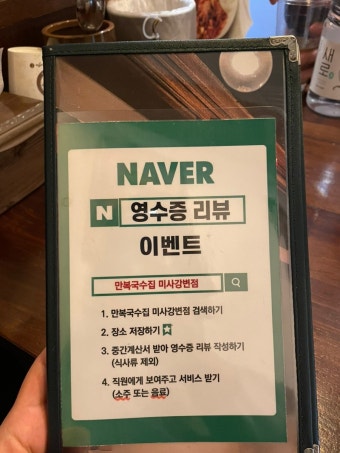 NAVER
N 영수증 리뷰
이벤트
만복국수집 미사강변점
1. 만복국수집 미사강변점 검색하기
2. 장소 저장하기
3. 중간계산서 받아 영수증 리뷰 작성하기
(식사류 제외)
4. 직원에게 보여주고 서비스 받기
(소주 또는 음료)
새로